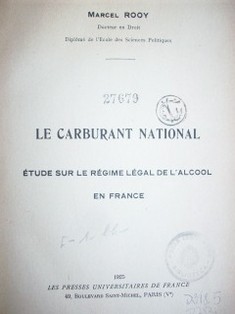 MARCEL ROOY
Docteur en Droit
Diplômé de l'École des Sciences Politiques
27679
LE CARBURANT NATIONAL
ÉTUDE SUR LE RÉGIME LÉGAL DE L'ALCOOL
EN FRANCE
1925
LES PRESSES UNIVERSITAIRES DE FRANCE
49, BOULEVARD SAINT-MICHEL, PARIS (Vᵉ)